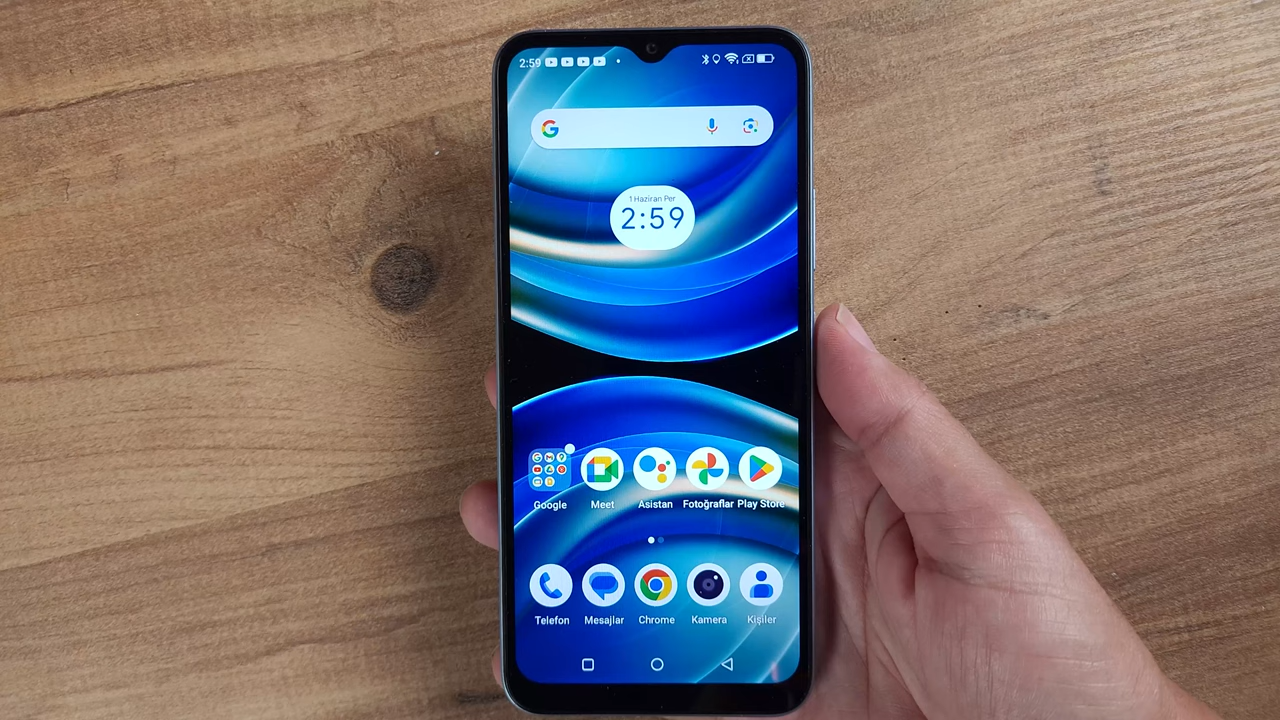 2:59
1 Haziran Per
2:59
Google Meet Asistan Fotoğraflar Play Store
Telefon Mesajlar Chrome Kamera Kişiler